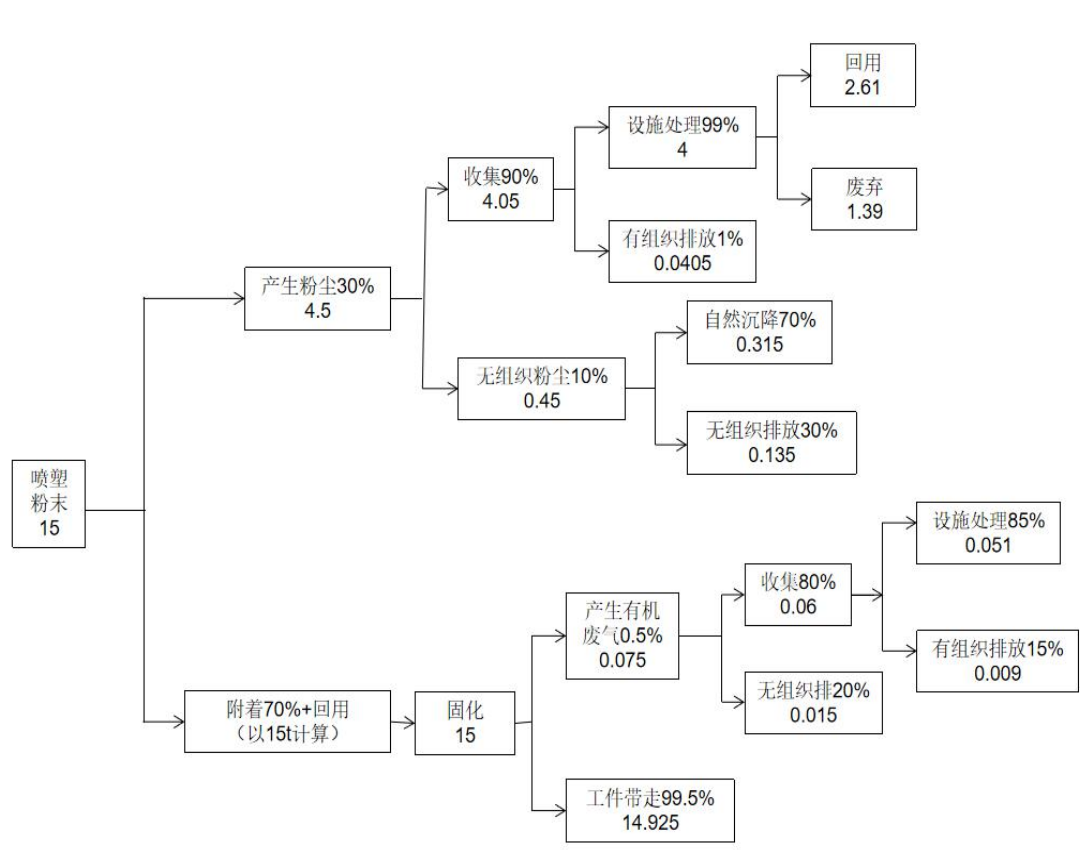 回用
2.61
设施处理99%
4
收集90%
4.05
废弃
1.39
有组织排放1%
0.0405
产生粉尘30%
4.5
自然沉降70%
0.315
无组织粉尘10%
0.45
无组织排放30%
0.135
喷塑
粉末
15
设施处理85%
0.051
收集80%
0.06
产生有机
废气0.5%
0.075
有组织排放15%
0.009
无组织排20%
0.015
附着70%+回用
（以15t计算）
固化
15
工件带走99.5%
14.925